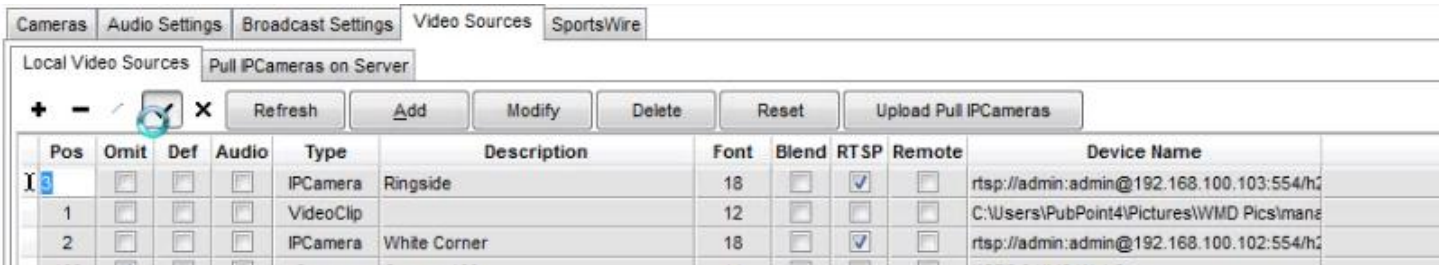 Cameras Audio Settings Broadcast Settings Video Sources SportsWire
Local Video Sources Pull IPCameras on Server
Refresh Add Modify Delete Reset Upload Pull IPCameras
Pos Omit Def Audio Type Description Font Blend RTSP Remote Device Name
3 IPCamera Ringside 18 rtsp://admin:admin@192.168.100.103:554/h2
1 VideoClip 12 C:\Users\PubPoint4\Pictures\WMD Pics\mana
2 IPCamera White Corner 18 rtsp://admin:admin@192.168.100.102:554/h2